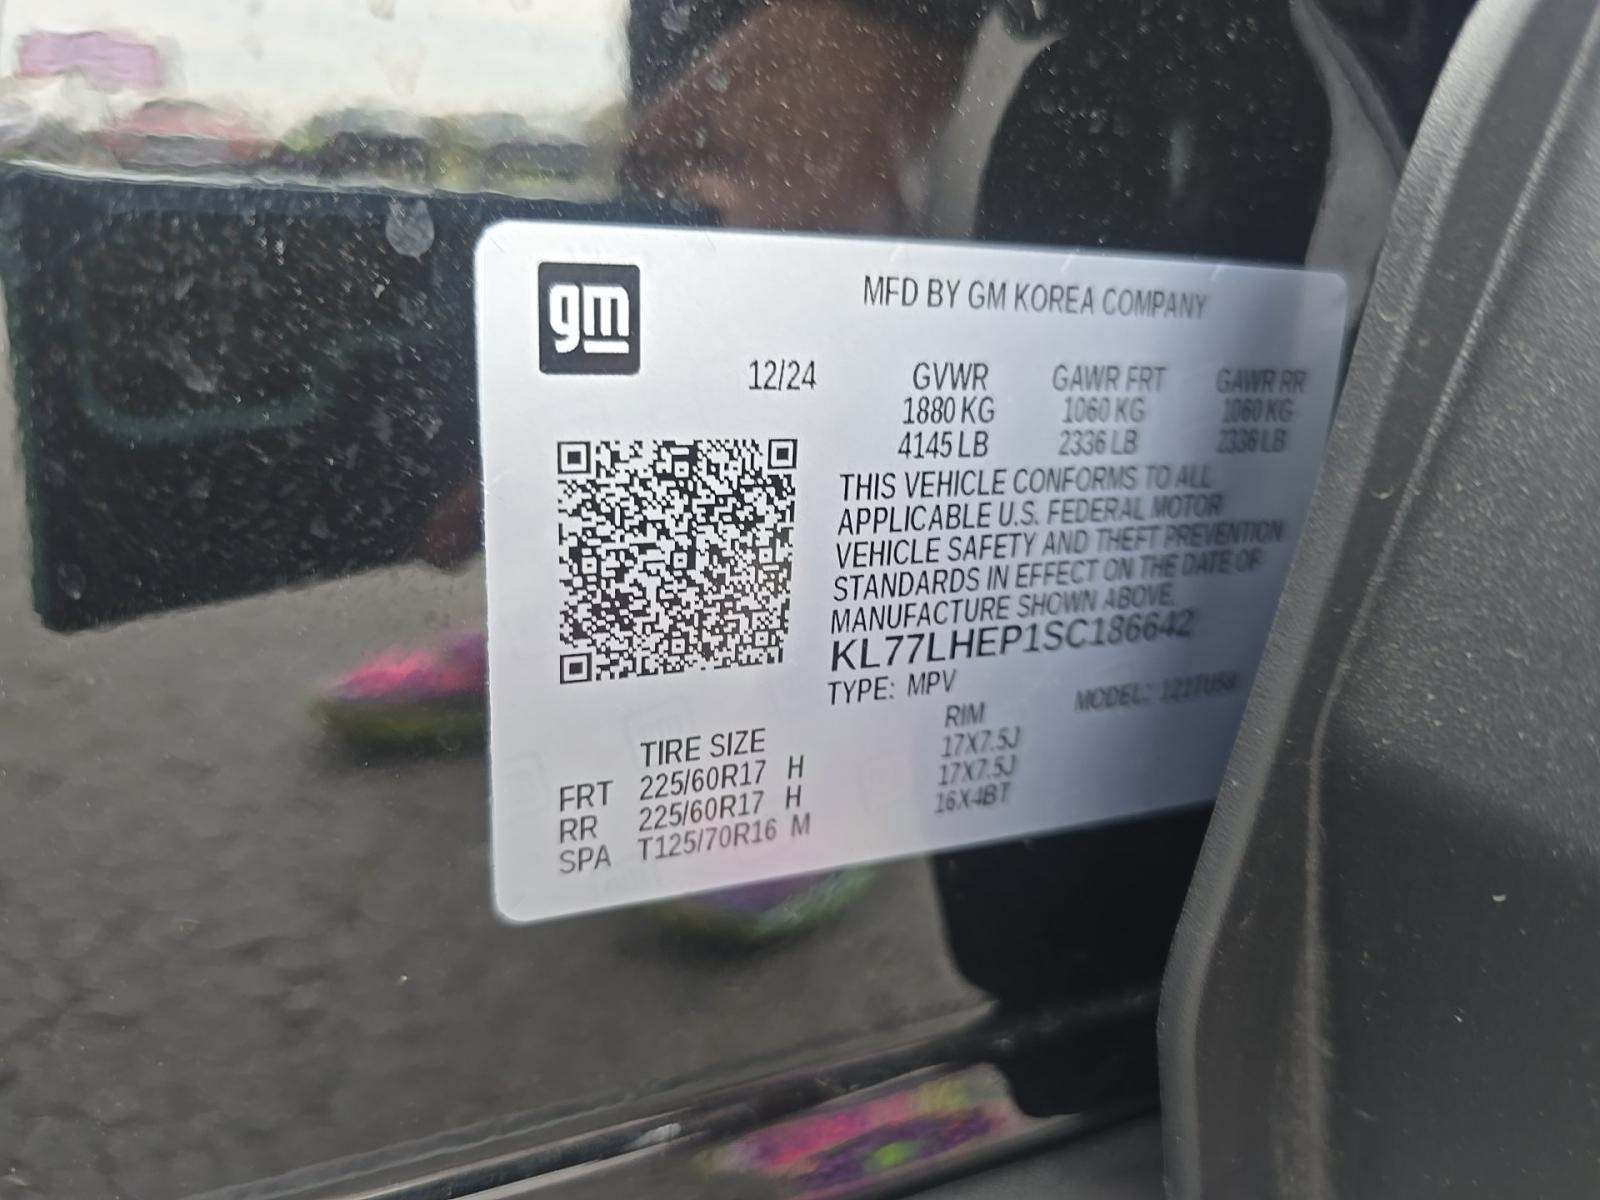 gm
MFD BY GM KOREA COMPANY
12/24 GVWR GAWR FRT GAWR RR
1880 KG 1060 KG 1060 KG
4145 LB 2336 LB 2336 LB
THIS VEHICLE CONFORMS TO ALL
APPLICABLE U.S. FEDERAL MOTOR
VEHICLE SAFETY AND THEFT PREVENTION
STANDARDS IN EFFECT ON THE DATE OF
MANUFACTURE SHOWN ABOVE.
KL77LHEP1SC186642
TYPE: MPV MODEL:
TIRE SIZE RIM
FRT 225/60R17 H 17X7.5J
RR 225/60R17 H 17X7.5J
SPA T125/70R16 M 16X4BT